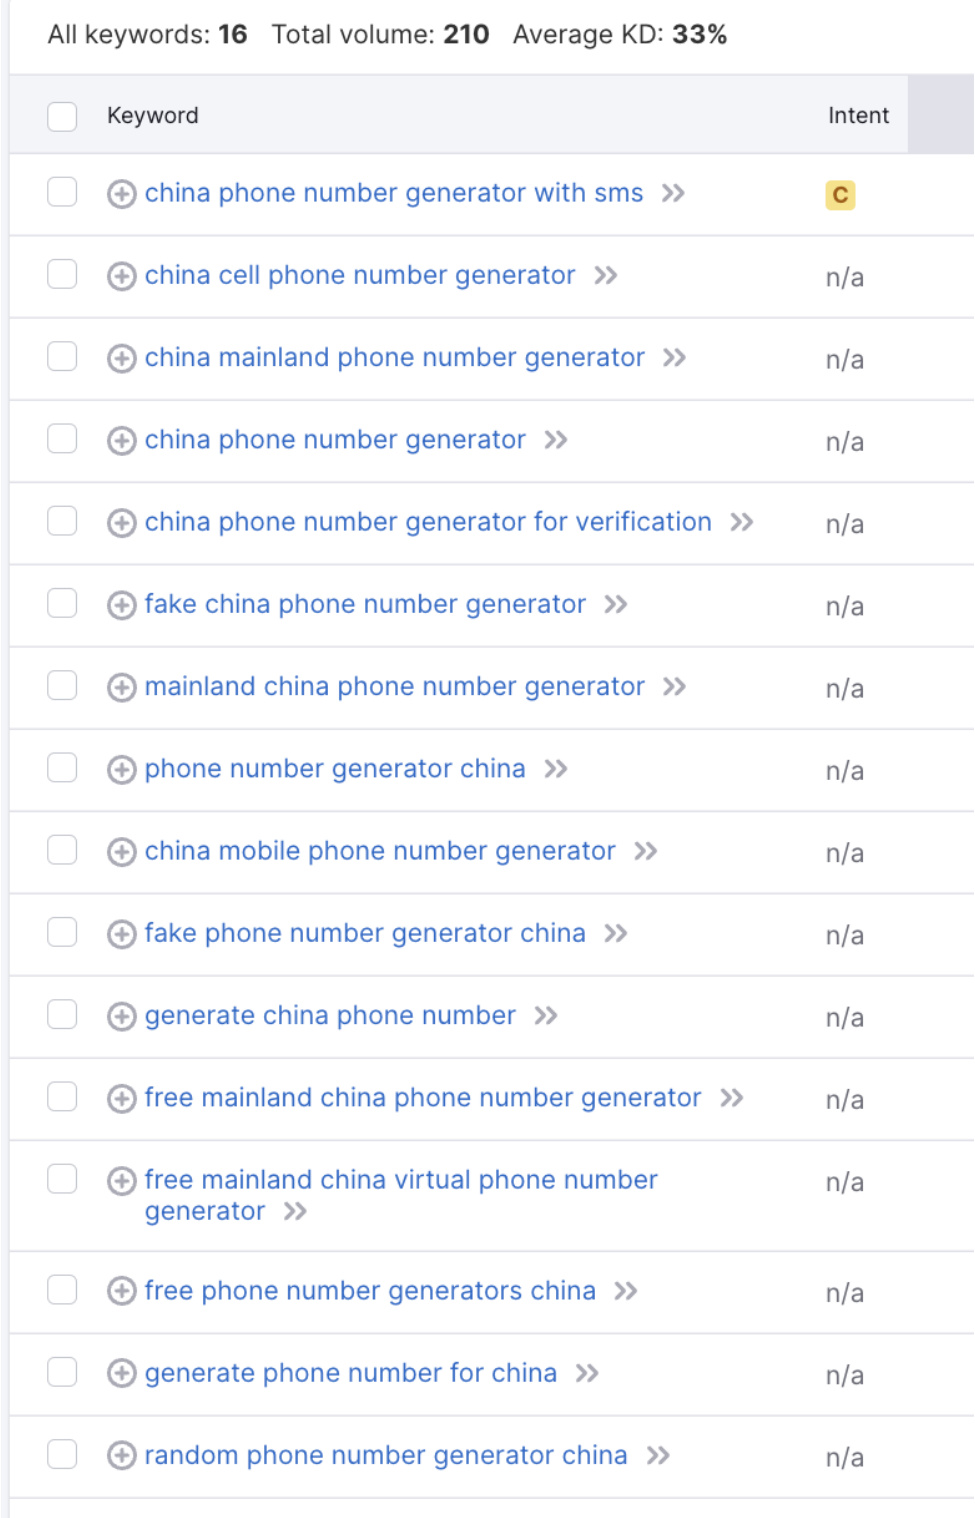 All keywords: 16 Total volume: 210 Average KD: 33%
Keyword Intent
china phone number generator with sms C
china cell phone number generator n/a
china mainland phone number generator n/a
china phone number generator n/a
china phone number generator for verification n/a
fake china phone number generator n/a
mainland china phone number generator n/a
phone number generator china n/a
china mobile phone number generator n/a
fake phone number generator china n/a
generate china phone number n/a
free mainland china phone number generator n/a
free mainland china virtual phone number n/a
generator
free phone number generators china n/a
generate phone number for china n/a
random phone number generator china n/a